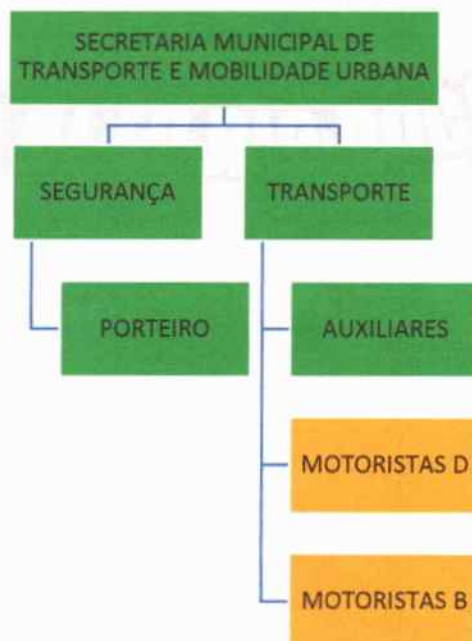 SECRETARIA MUNICIPAL DE
TRANSPORTE E MOBILIDADE URBANA
SEGURANÇA
TRANSPORTE
PORTEIRO
AUXILIARES
MOTORISTAS D
MOTORISTAS B